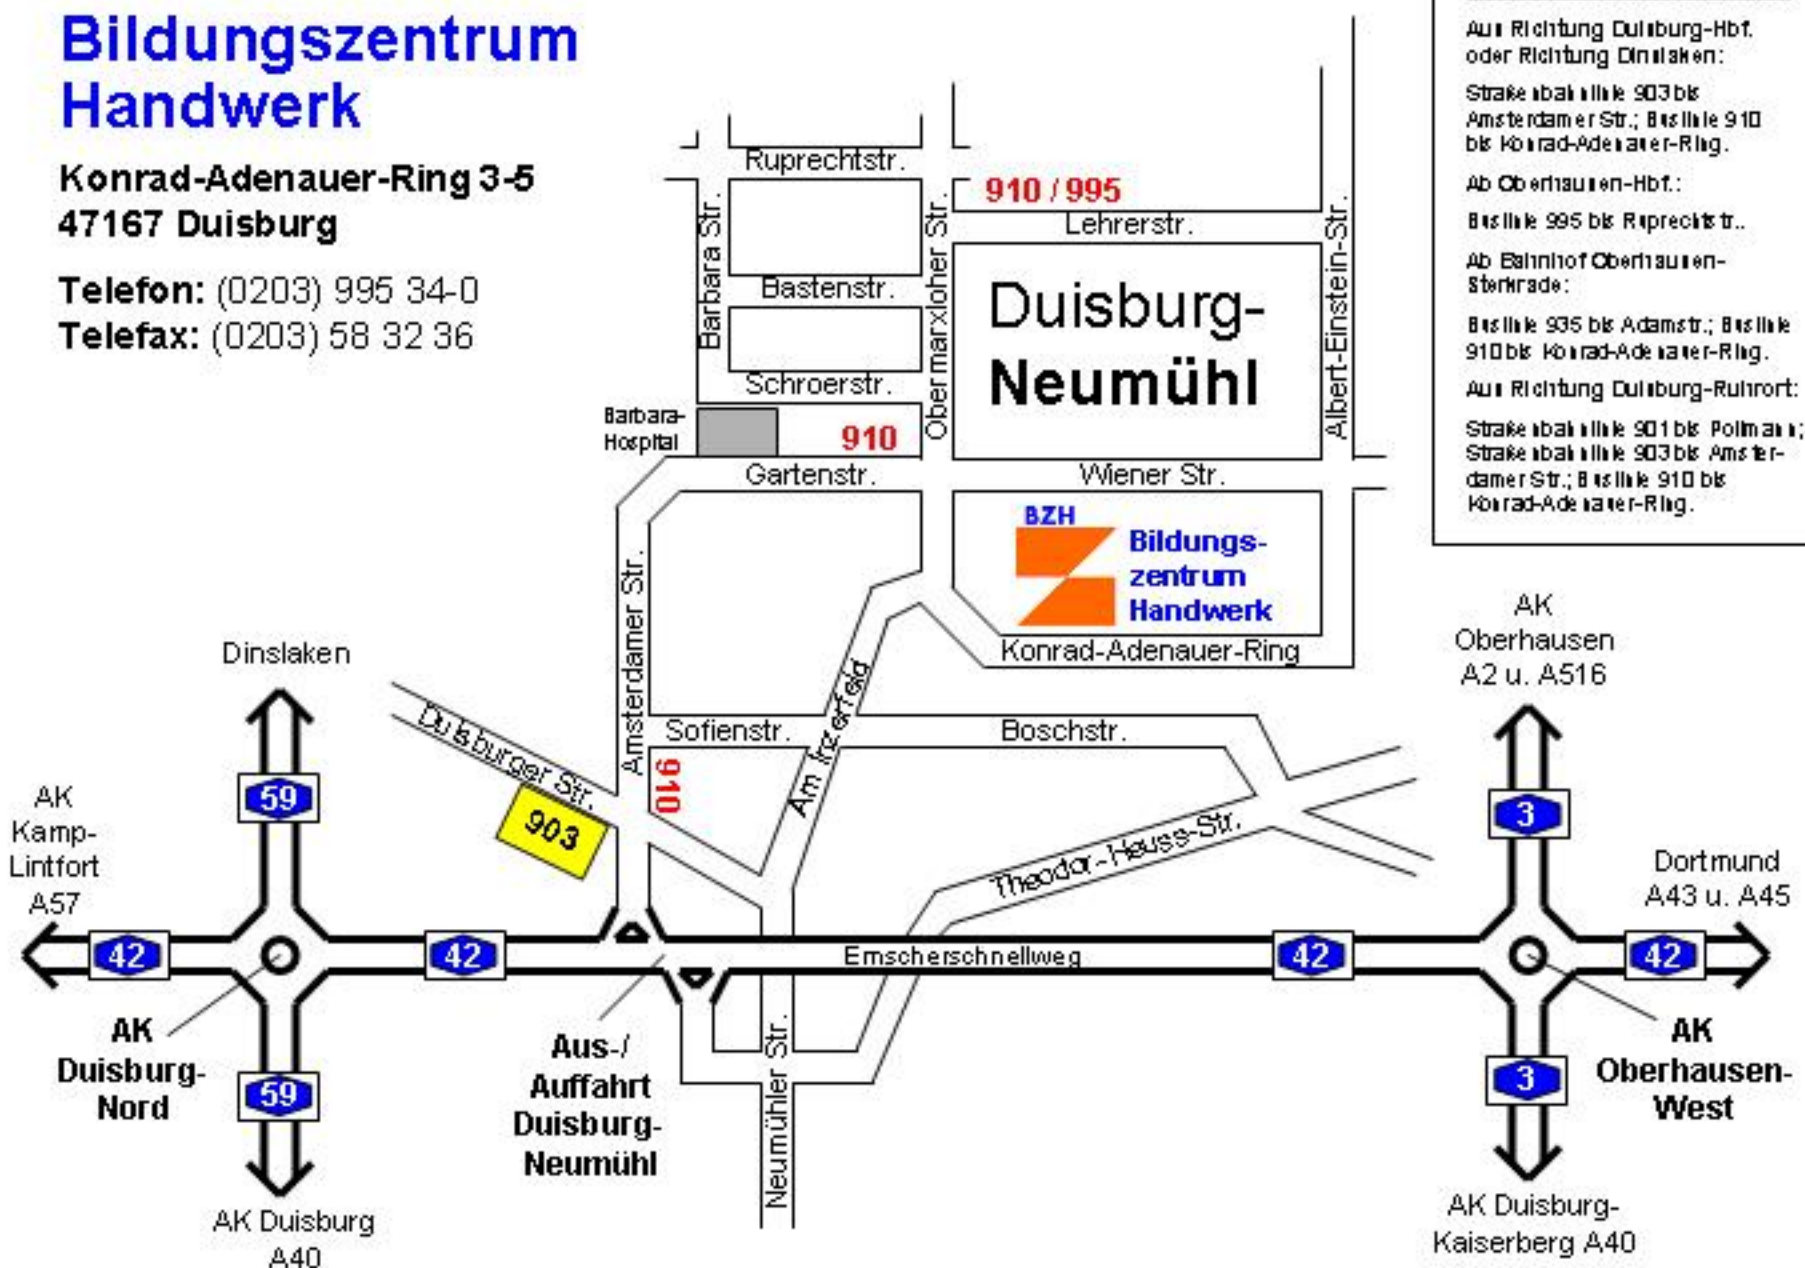 Bildungszentrum
Handwerk
Konrad-Adenauer-Ring 3-5
47167 Duisburg
Telefon: (0203) 995 34-0
Telefax: (0203) 58 32 36
Aus Richtung Duisburg-Hbf.
oder Richtung Dinslaken:
Straßenbahnlinie 903 bis
Amsterdamer Str.; Buslinie 910
bis Konrad-Adenauer-Ring.
Ab Oberhausen-Hbf.:
Buslinie 995 bis Ruprechtstr..
Ab Bahnhof Oberhausen-
Sterkrade:
Buslinie 935 bis Adamstr.; Buslinie
910 bis Konrad-Adenauer-Ring.
Aus Richtung Duisburg-Ruhrort:
Straßenbahnlinie 901 bis Pollmann;
Straßenbahnlinie 903 bis Amster-
damer Str.; Buslinie 910 bis
Konrad-Adenauer-Ring.
Ruprechtstr.
910 / 995
Lehrerstr.
Barbara Str.
Obermarxloher Str.
Albert-Einstein-Str.
Bastenstr.
Duisburg-
Neumühl
Schroerstr.
Barbara-
Hospital
910
Gartenstr.
Wiener Str.
BZH
Bildungs-
zentrum
Handwerk
Konrad-Adenauer-Ring
Amsterdamer Str.
Am Inzerfeld
Sofienstr.
Boschstr.
Duisburger Str.
910
903
Theodor-Heuss-Str.
Dinslaken
59
AK
Kamp-
Lintfort
A57
42
42
Emscherschnellweg
42
42
AK
Oberhausen
A2 u. A516
3
Dortmund
A43 u. A45
AK
Duisburg-
Nord
59
AK Duisburg
A40
Aus-/
Auffahrt
Duisburg-
Neumühl
Neumühler Str.
3
AK
Oberhausen-
West
AK Duisburg-
Kaiserberg A40